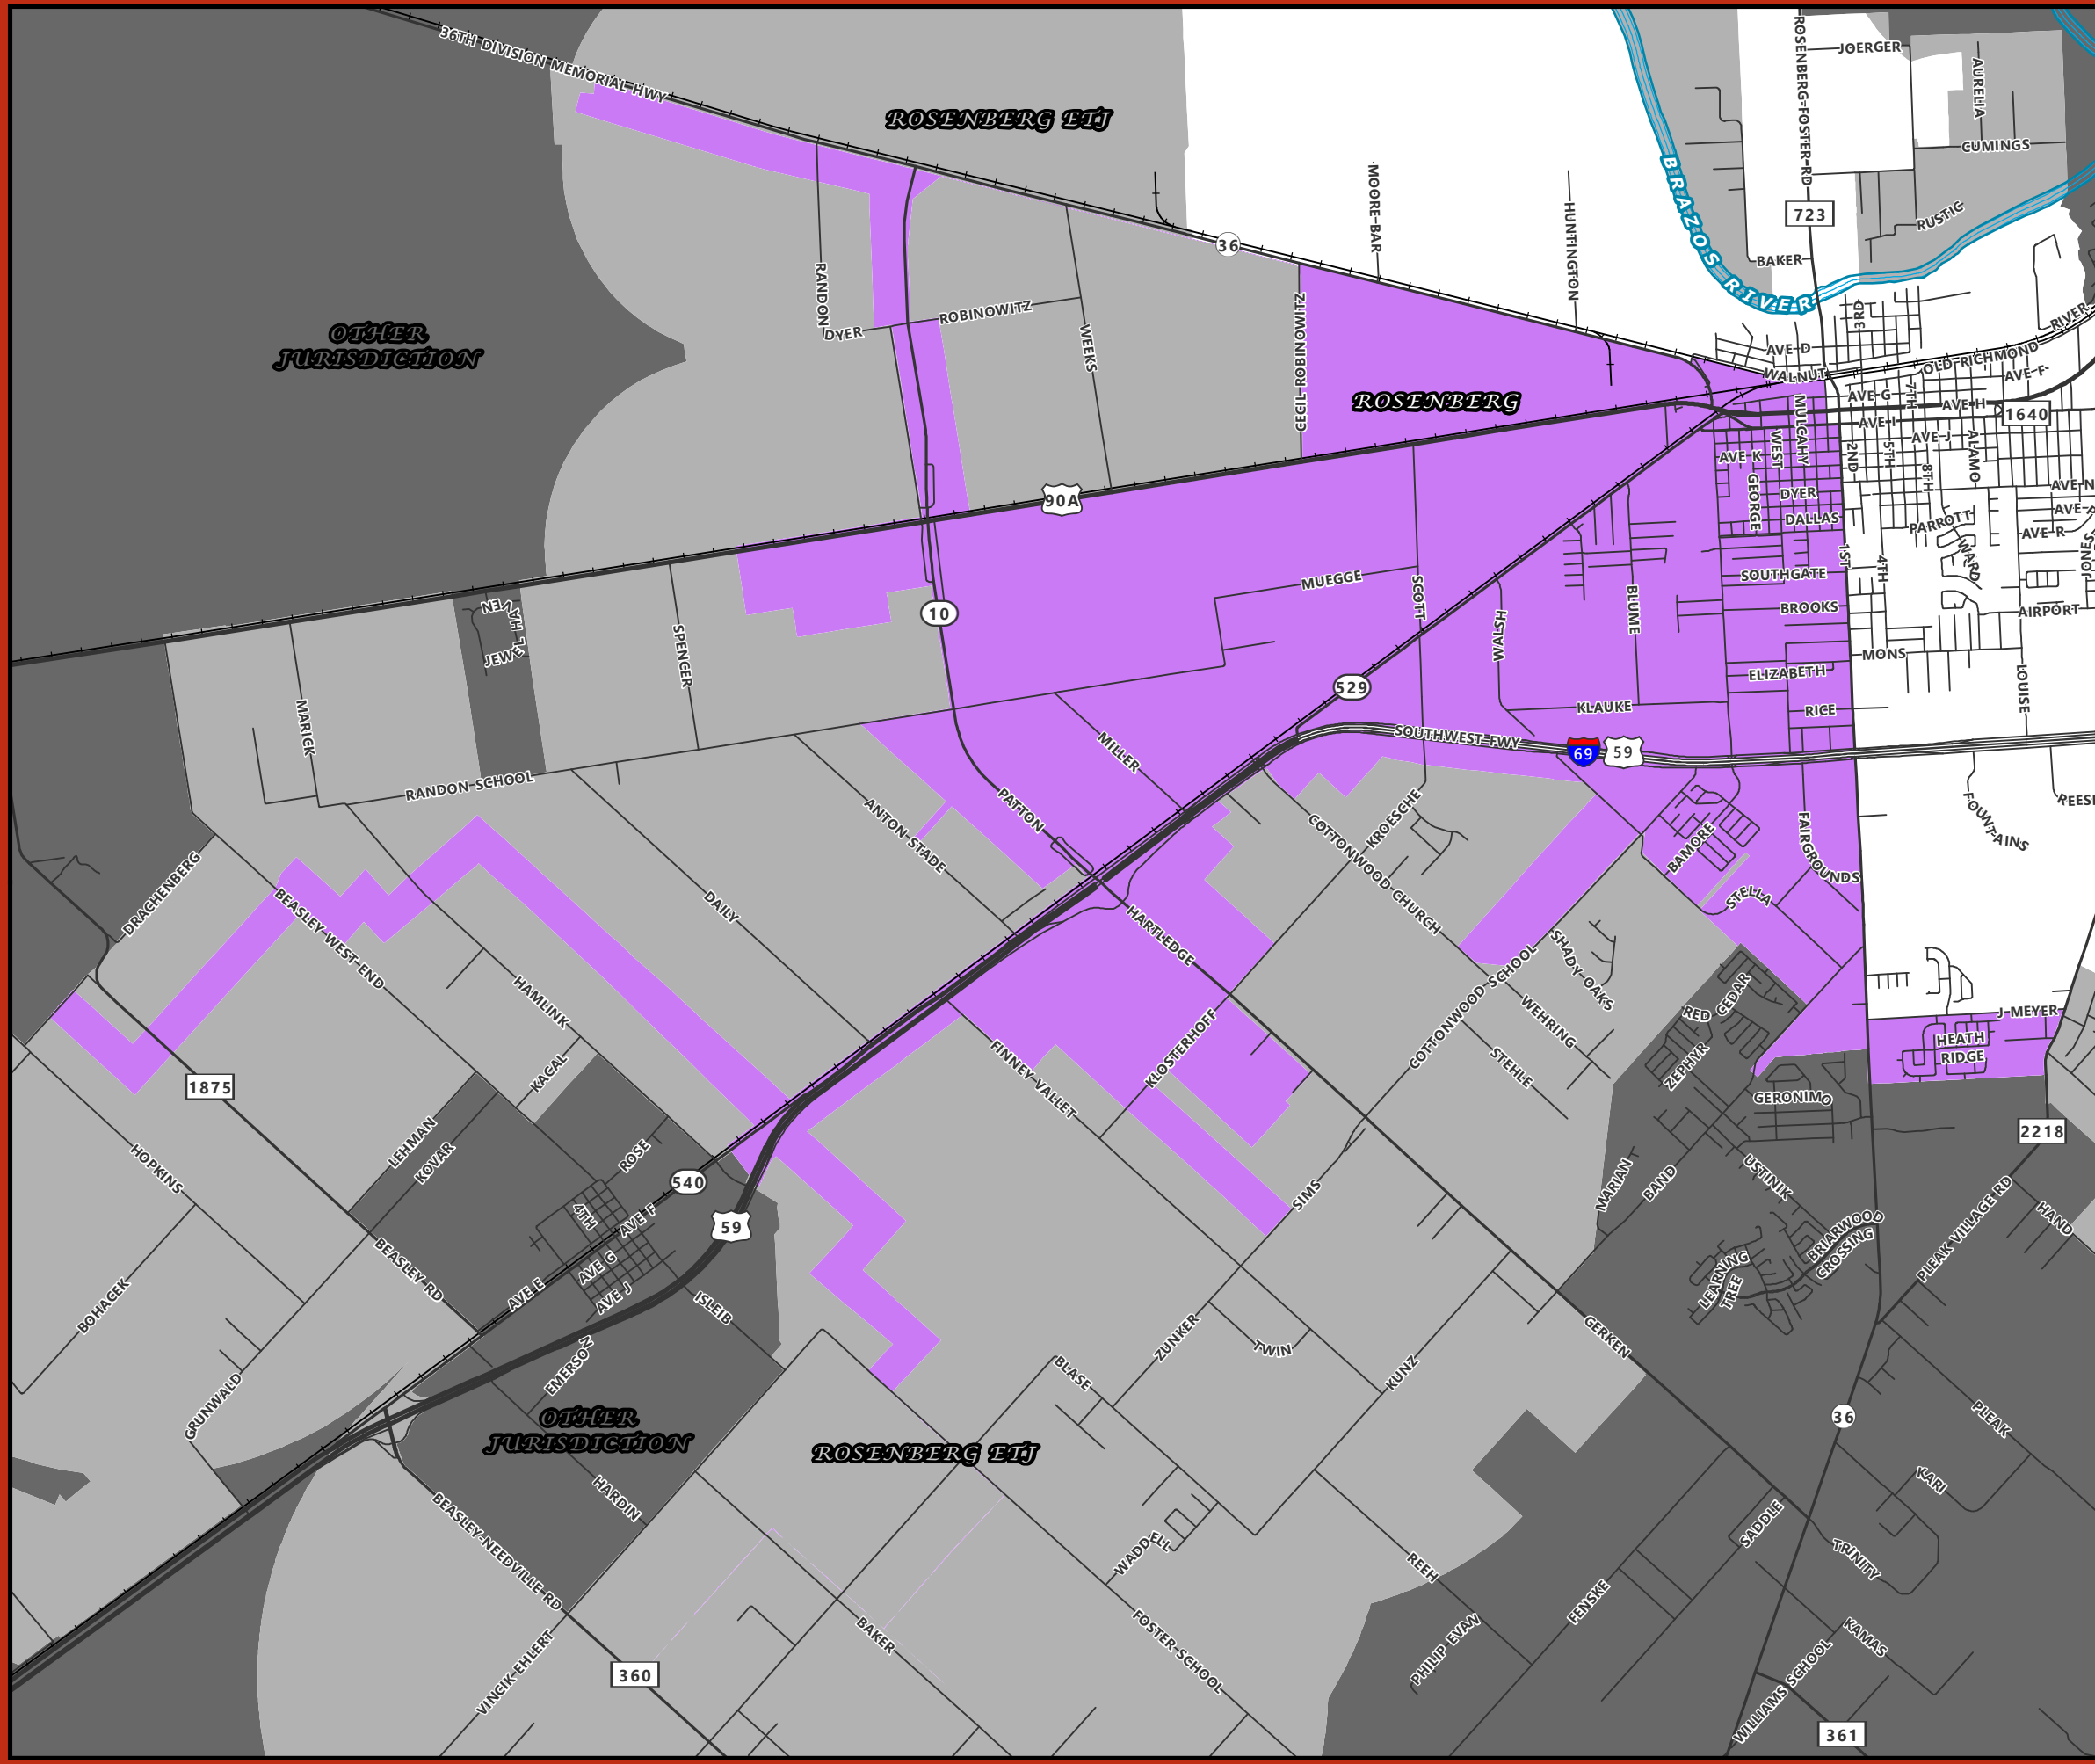 36TH DIVISION MEMORIAL HWY
ROSENBERG ETJ
BRAZOS RIVER
ROSENBERG-FOSTER RD
JOERGER
AURELIA
CUMINGS
RUSTIC
723
BAKER
MOORE-BAR
HUNTINGTON
36
RANDON
DYER
ROBINOWITZ
WEEKS
CECIL ROBINOWITZ
OTHER
JURISDICTION
ROSENBERG
AVE D
WALNUT
3RD
RIVER
OLD RICHMOND
AVE F
AVE G
7TH
AVE H
1640
AVE I
AVE J
MULCAHY
WEST
AVE K
2ND
5TH
8TH
ALAMO
GEORGE
DYER
DALLAS
AVE N
AVE
AVE R
PARROTT
WARD
JONES
1ST
4TH
SOUTHGATE
BROOKS
AIRPORT
MONS
ELIZABETH
LOUISE
RICE
KLAUKE
90A
10
MUEGGE
SCOTT
WALSH
BLUME
529
SOUTHWEST FWY
69
59
JEWEL HAVEN
SPENCER
MARICK
RANDON SCHOOL
MILLER
PATTON
ANTON STADE
DAILY
DRACHENBERG
BEASLEY WEST END
HAMLINK
KACAL
1875
LEHMAN
KOVAR
ROSE
HOPKINS
BOHACEK
GRUNWALD
BEASLEY RD
540
59
4TH
AVE F
AVE G
AVE J
AVE E
ISLEIB
EMERSON
OTHER
JURISDICTION
ROSENBERG ETJ
HARDIN
BEASLEY-NEEDVILLE RD
VINCIK EHLERT
360
BAKER
FOSTER SCHOOL
WADDELL
BLASE
ZUNKER
TWIN
KUNZ
SIMS
FINNEY VALLET
KLOSTERHOFF
HARTLEDGE
COTTONWOOD CHURCH
KROESCHE
COTTONWOOD SCHOOL
SHADY OAKS
WEHRING
STEHLE
BAMORE
STELLA
FAIRGROUNDS
FOUNTAINS
REESE
J MEYER
HEATH
RIDGE
RED
CEDAR
ZEPHYR
GERONIMO
2218
MARIAN
BAND
USTINIK
BRIARWOOD
CROSSING
LEARNING
TREE
PLEAK VILLAGE RD
HAND
GERKEN
36
PLEAK
KARI
SADDLE
TRINITY
REEH
FENSKE
PHILIP EVAN
KAMAS
WILLIAMS SCHOOL
361